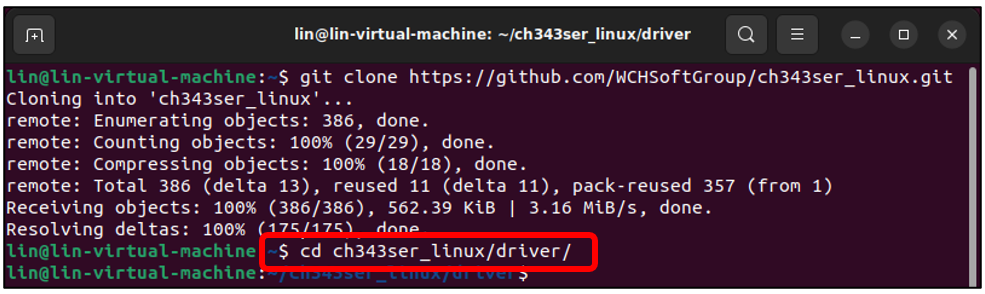 lin@lin-virtual-machine: ~/ch343ser_linux/driver
lin@lin-virtual-machine:~$ git clone https://github.com/WCHSoftGroup/ch343ser_linux.git
Cloning into 'ch343ser_linux'...
remote: Enumerating objects: 386, done.
remote: Counting objects: 100% (29/29), done.
remote: Compressing objects: 100% (18/18), done.
remote: Total 386 (delta 13), reused 11 (delta 11), pack-reused 357 (from 1)
Receiving objects: 100% (386/386), 562.39 KiB | 3.16 MiB/s, done.
Resolving deltas: 100% (175/175), done.
lin@lin-virtual-machine:~$ cd ch343ser_linux/driver/
lin@lin-virtual-machine:~/ch343ser_linux/driver$